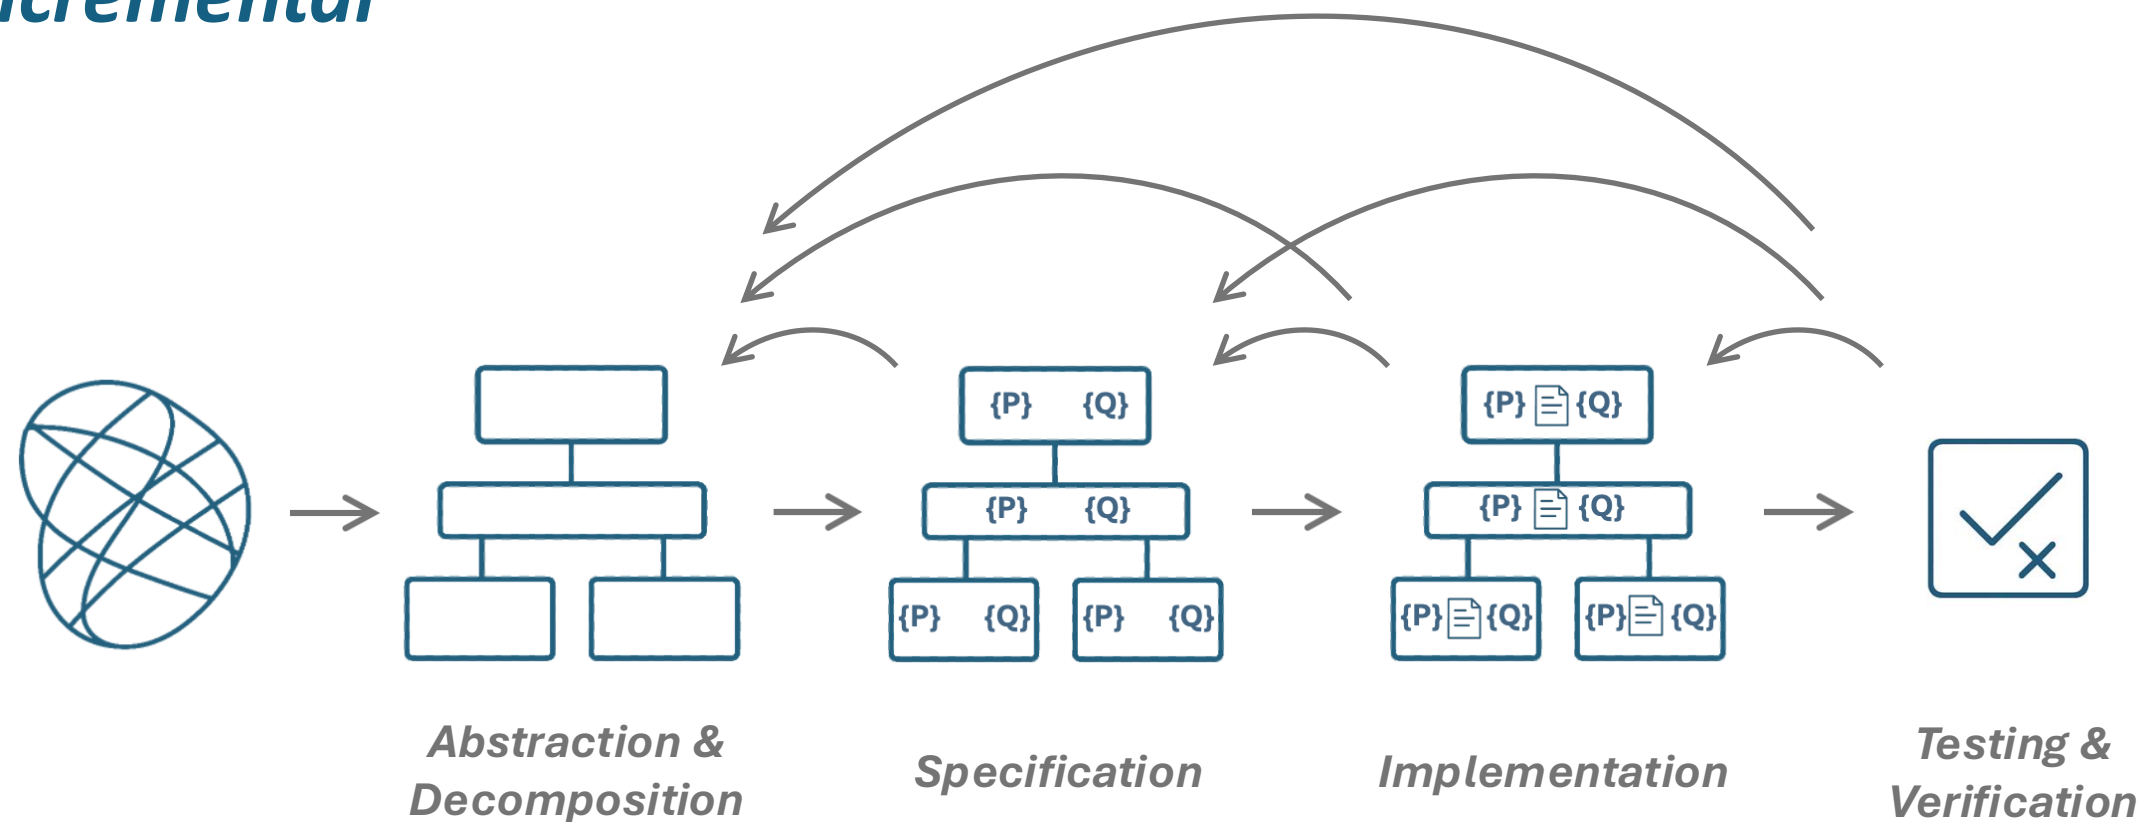 {P} {Q}
{P} {Q}
{P} {Q} {P} {Q}
{P} {Q}
{P} {Q}
{P} {Q} {P} {Q}
Abstraction &
Decomposition
Specification
Implementation
Testing &
Verification